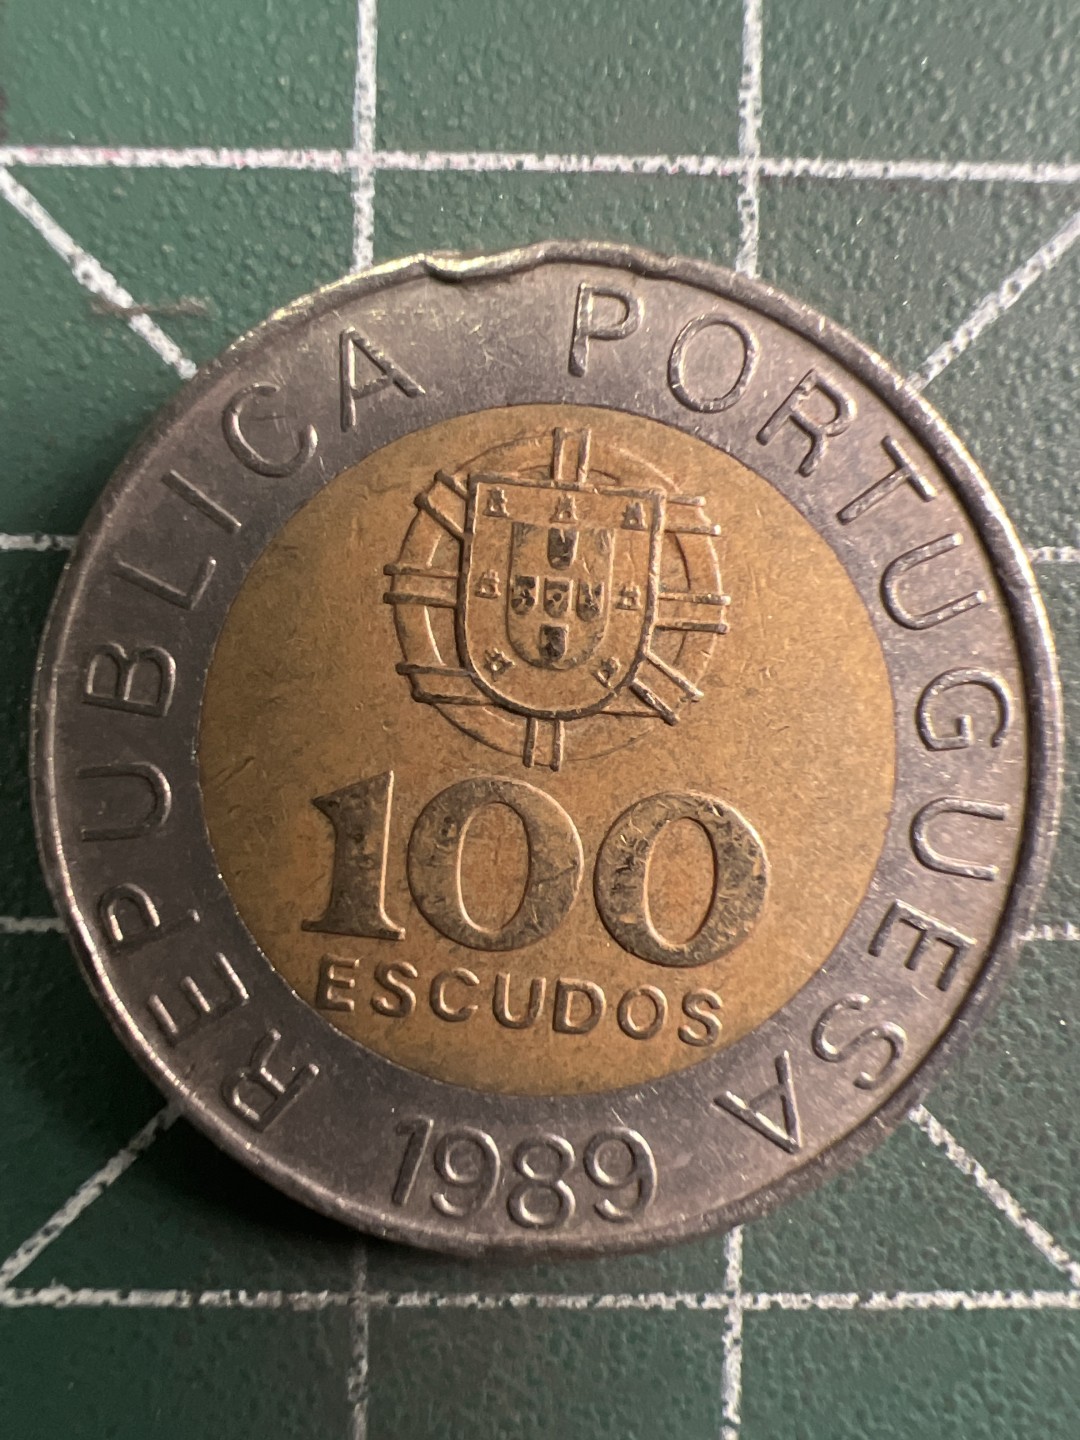 REPUBLICA PORTUGUESA
100
ESCUDOS
1989